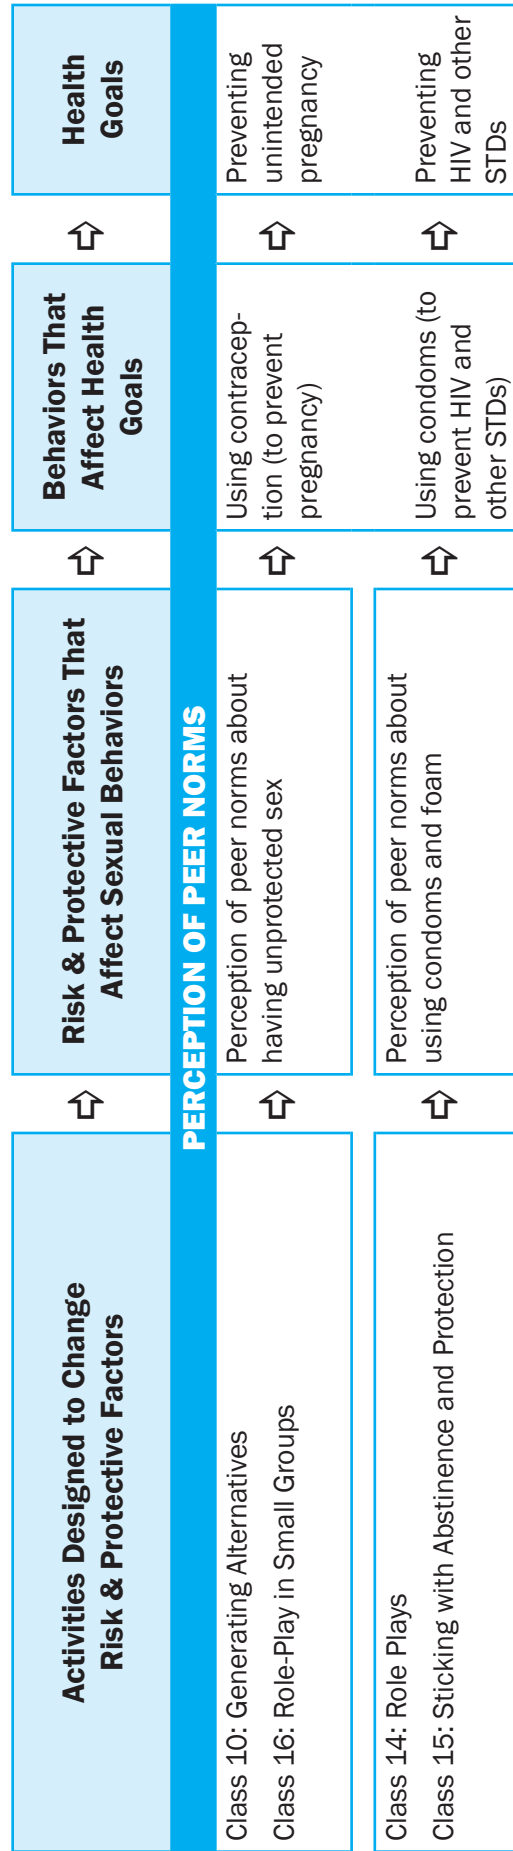 Activities Designed to Change
Risk & Protective Factors
Risk & Protective Factors That
Affect Sexual Behaviors
Behaviors That
Affect Health
Goals
Health
Goals
PERCEPTION OF PEER NORMS
Class 10: Generating Alternatives
Class 16: Role-Play in Small Groups
Perception of peer norms about
having unprotected sex
Using contracep-
tion (to prevent
pregnancy)
Preventing
unintended
pregnancy
Class 14: Role Plays
Class 15: Sticking with Abstinence and Protection
Perception of peer norms about
using condoms and foam
Using condoms (to
prevent HIV and
other STDs)
Preventing
HIV and other
STDs